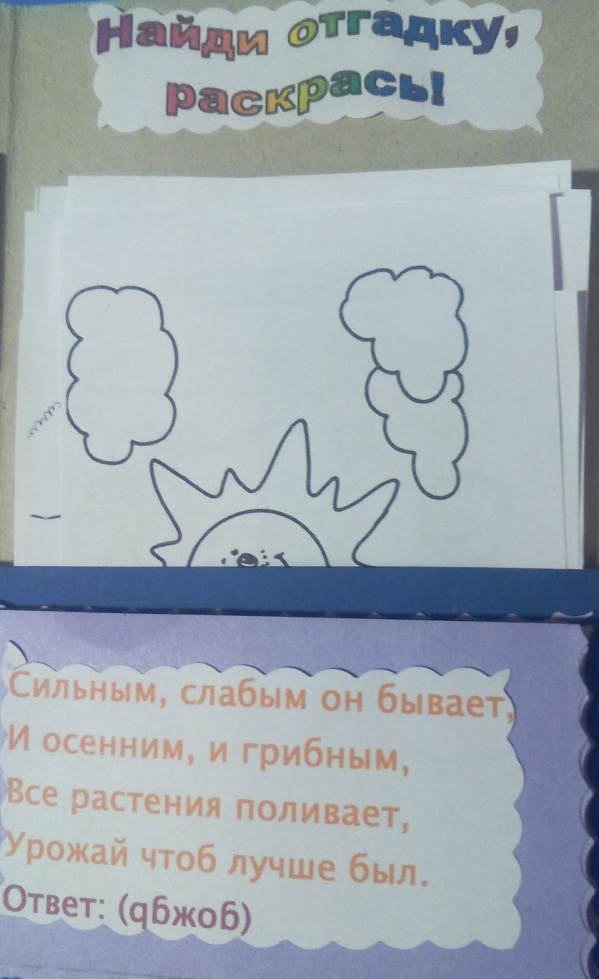 Найди отгадку,
раскрась!
Сильным, слабым он бывает,
И осенним, и грибным,
Все растения поливает,
Урожай чтоб лучше был.
Ответ: (qбжоб)